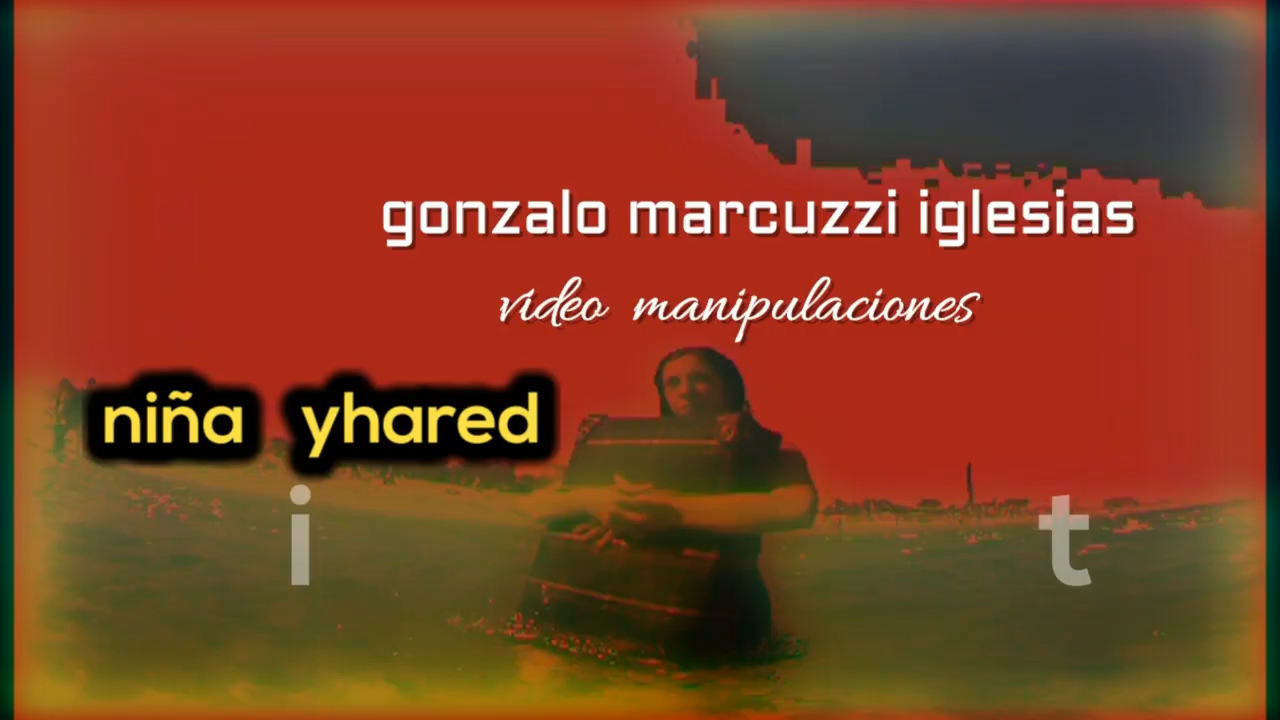 gonzalo marcuzzi iglesias
video manipulaciones
niña yhared
i t